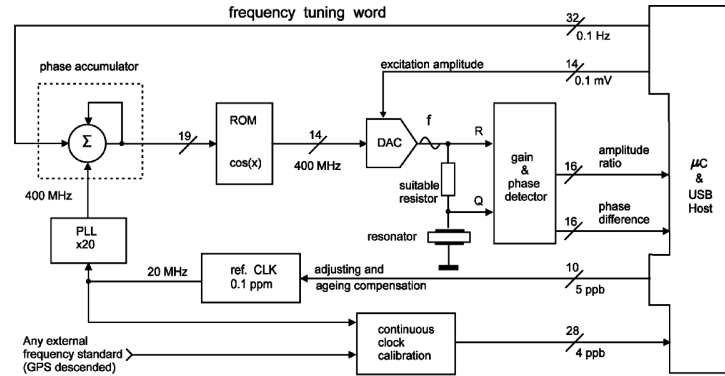 frequency tuning word
32
0.1 Hz
phase accumulator
excitation amplitude
14
0.1 mV
Σ
19
ROM
cos(x)
14
400 MHz
DAC
f
R
suitable
resistor
Q
resonator
gain
&
phase
detector
16
amplitude
ratio
16
phase
difference
μC
&
USB
Host
400 MHz
PLL
x20
20 MHz
ref. CLK
0.1 ppm
adjusting and
ageing compensation
10
5 ppb
Any external
frequency standard
(GPS descended)
continuous
clock
calibration
28
4 ppb